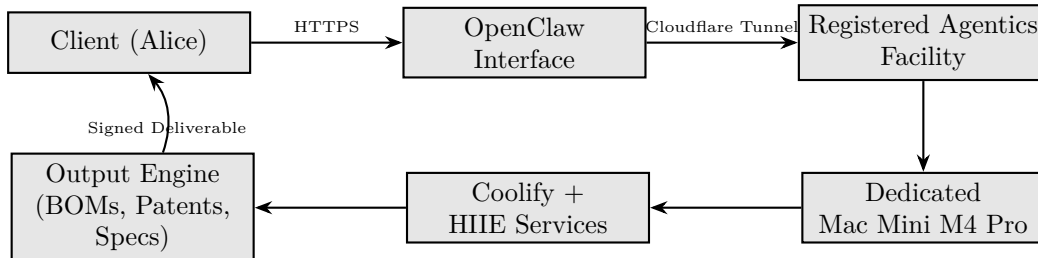 Client (Alice)
HTTPS
OpenClaw
Interface
Cloudflare Tunnel
Registered Agentics
Facility
Signed Deliverable
Output Engine
(BOMs, Patents,
Specs)
Coolify +
HIIE Services
Dedicated
Mac Mini M4 Pro